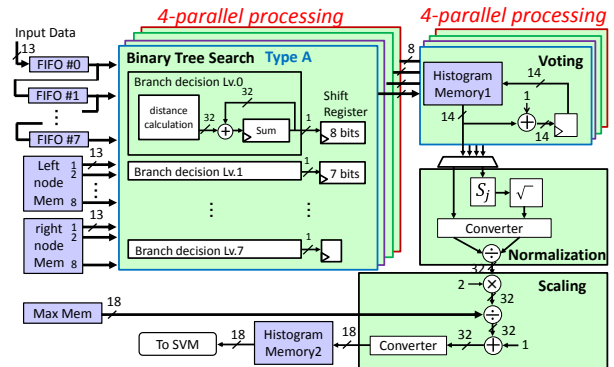 4-parallel processing
4-parallel processing
Input Data
13
FIFO #0
FIFO #1
FIFO #7
Binary Tree Search Type A
Branch decision Lv.0
distance calculation
32
32
Sum
1
Shift Register
8 bits
Branch decision Lv.1
1
7 bits
Branch decision Lv.7
1
Left node Mem
1
2
8
13
right node Mem
1
2
8
13
8
Voting
Histogram Memory1
14
14
1
14
S_j
√
Converter
÷
Normalization
32
Scaling
2
×
32
÷
32
+
1
32
Converter
18
Histogram Memory2
18
To SVM
Max Mem
18